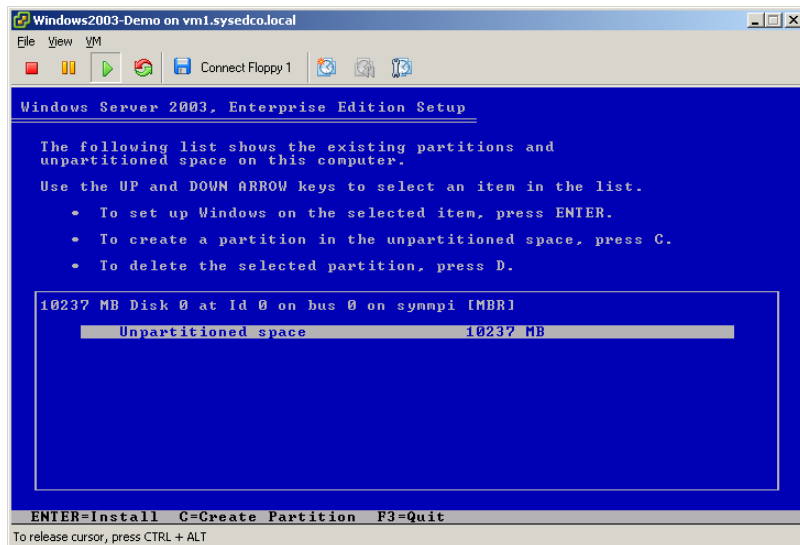 Windows2003-Demo on vm1.sysedco.local
File View VM
Connect Floppy 1
Windows Server 2003, Enterprise Edition Setup
The following list shows the existing partitions and
unpartitioned space on this computer.
Use the UP and DOWN ARROW keys to select an item in the list.
• To set up Windows on the selected item, press ENTER.
• To create a partition in the unpartitioned space, press C.
• To delete the selected partition, press D.
10237 MB Disk 0 at Id 0 on bus 0 on symmpi [MBR]
Unpartitioned space 10237 MB
ENTER=Install C=Create Partition F3=Quit
To release cursor, press CTRL + ALT